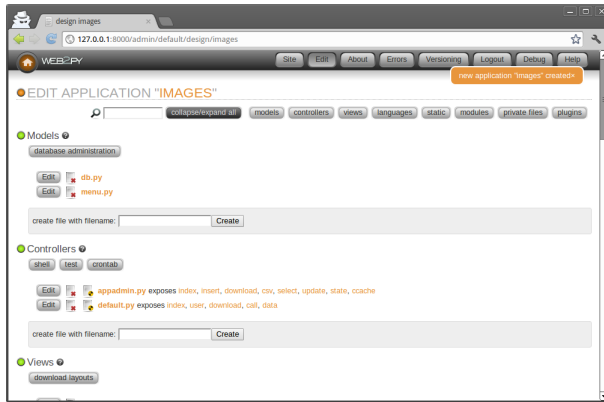 design images
127.0.0.1:8000/admin/default/design/images
WEB2PY
Site Edit About Errors Versioning Logout Debug Help
new application "images" created×
EDIT APPLICATION "IMAGES"
collapse/expand all models controllers views languages static modules private files plugins
Models
database administration
Edit db.py
Edit menu.py
create file with filename: Create
Controllers
shell test crontab
Edit appadmin.py exposes index, insert, download, csv, select, update, state, ccache
Edit default.py exposes index, user, download, call, data
create file with filename: Create
Views
download layouts